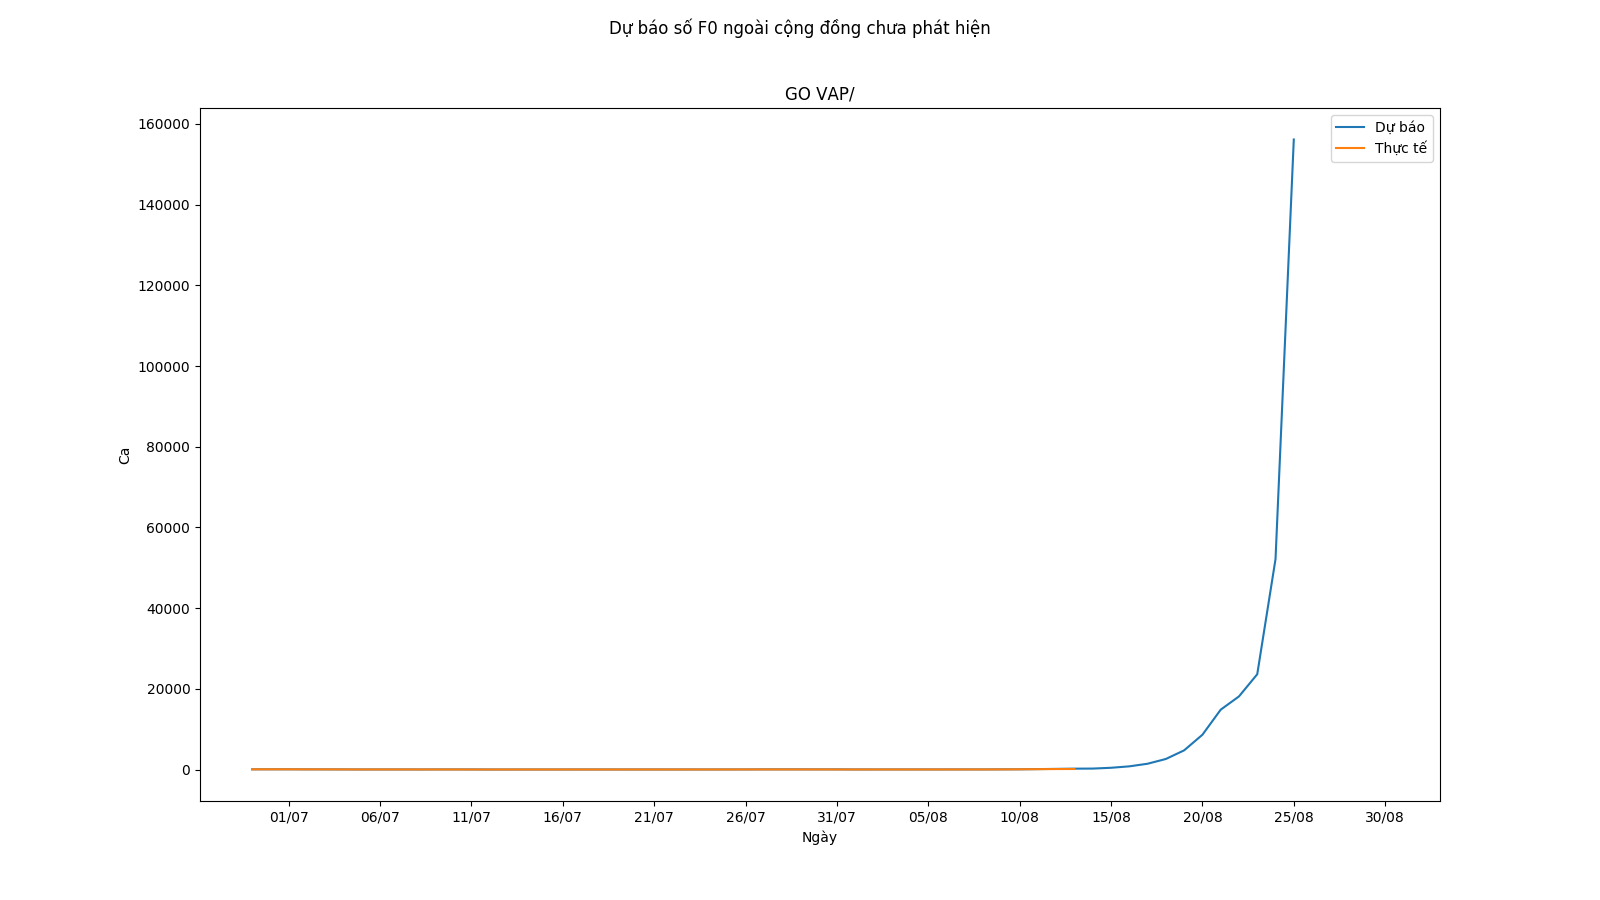 Dự báo số F0 ngoài cộng đồng chưa phát hiện
GO VAP/
Dự báo
Thực tế
160000
140000
120000
100000
80000
60000
40000
20000
0
Ca
01/07 06/07 11/07 16/07 21/07 26/07 31/07 05/08 10/08 15/08 20/08 25/08 30/08
Ngày